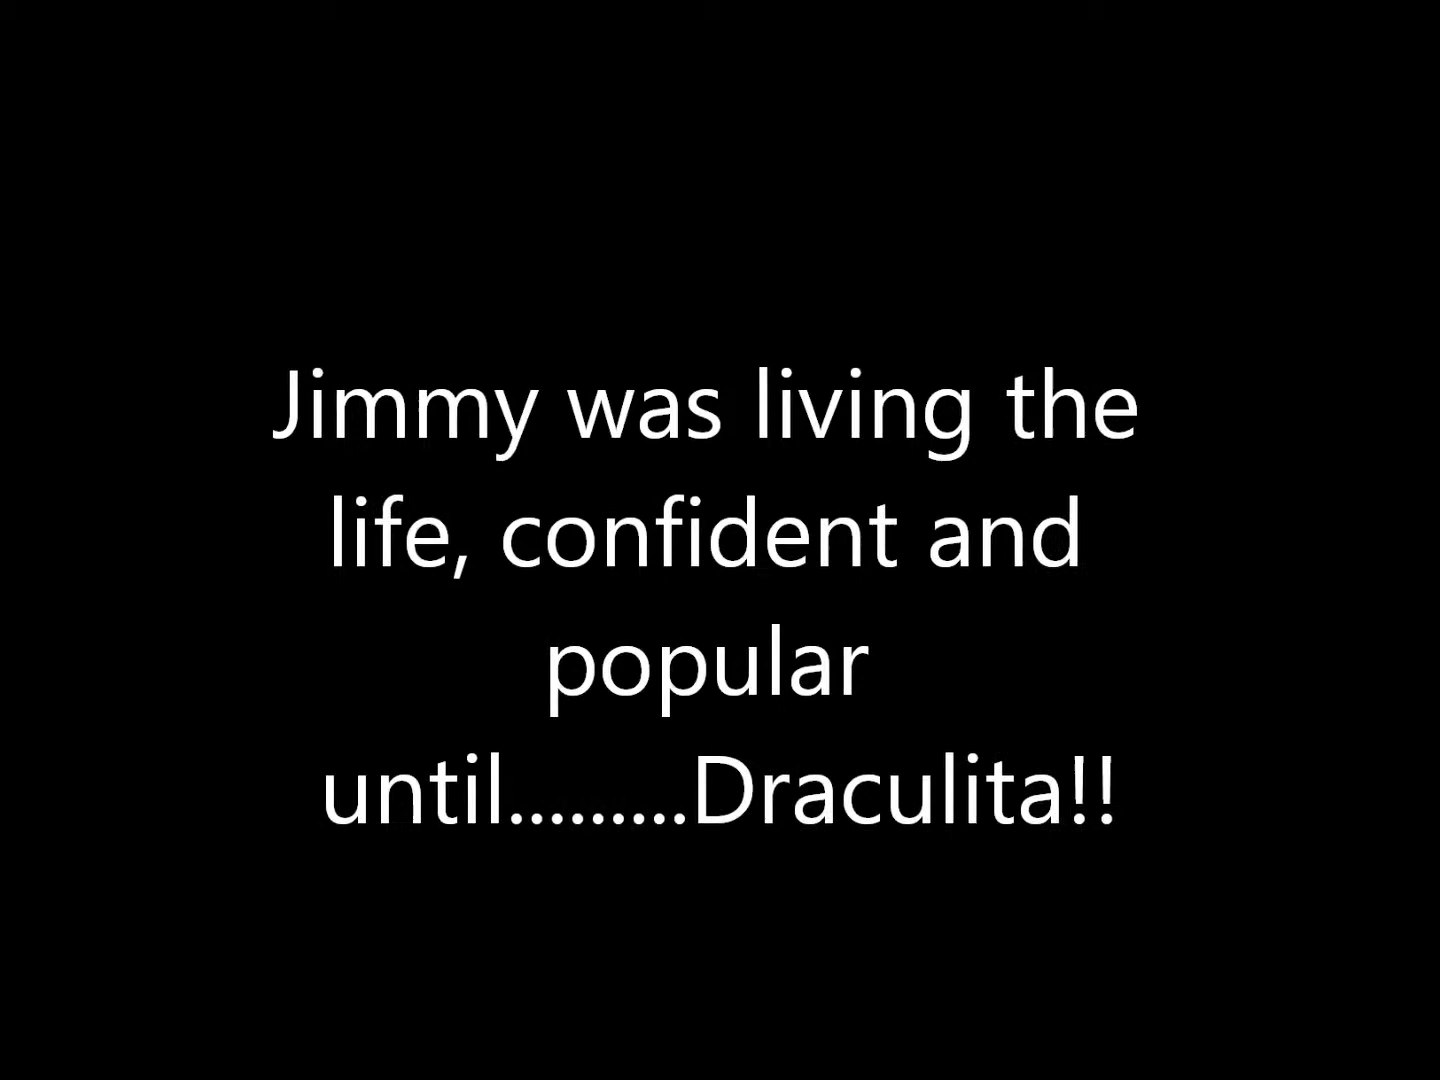 Jimmy was living the
life, confident and
popular
until.........Draculita!!